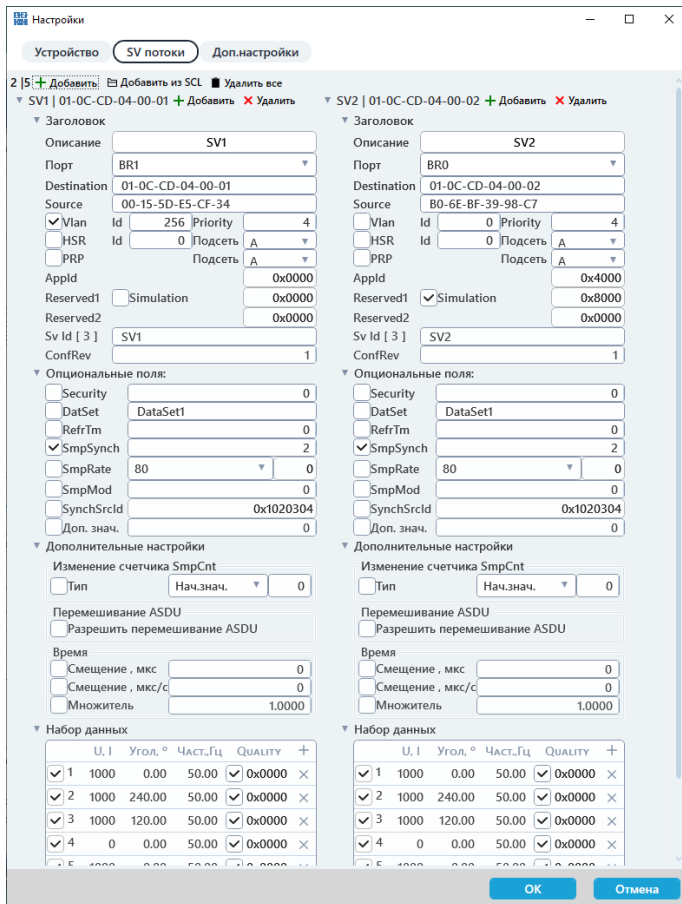 Настройки
Устройство SV потоки Доп.настройки
2 |5 Добавить Добавить из SCL Удалить все
SV1 | 01-0C-CD-04-00-01 Добавить Удалить
Заголовок
Описание SV1
Порт BR1
Destination 01-0C-CD-04-00-01
Source 00-15-5D-E5-CF-34
Vlan Id 256 Priority 4
HSR Id 0 Подсеть A
PRP Подсеть A
AppId 0x0000
Reserved1 Simulation 0x0000
Reserved2 0x0000
Sv Id [ 3 ] SV1
ConfRev 1
Опциональные поля:
Security 0
DatSet DataSet1
RefrTm 0
SmpSynch 2
SmpRate 80 0
SmpMod 0
SynchSrcId 0x1020304
Доп. знач. 0
Дополнительные настройки
Изменение счетчика SmpCnt
Тип Нач.знач. 0
Перемешивание ASDU
Разрешить перемешивание ASDU
Время
Смещение , мкс 0
Смещение , мкс/с 0
Множитель 1.0000
Набор данных
U, I Угол, ° Част.,Гц Quality
1 1000 0.00 50.00 0x0000
2 1000 240.00 50.00 0x0000
3 1000 120.00 50.00 0x0000
4 0 0.00 50.00 0x0000
SV2 | 01-0C-CD-04-00-02 Добавить Удалить
Заголовок
Описание SV2
Порт BR0
Destination 01-0C-CD-04-00-02
Source B0-6E-BF-39-98-C7
Vlan Id 0 Priority 4
HSR Id 0 Подсеть A
PRP Подсеть A
AppId 0x4000
Reserved1 Simulation 0x8000
Reserved2 0x0000
Sv Id [ 3 ] SV2
ConfRev 1
Опциональные поля:
Security 0
DatSet DataSet1
RefrTm 0
SmpSynch 2
SmpRate 80 0
SmpMod 0
SynchSrcId 0x1020304
Доп. знач. 0
Дополнительные настройки
Изменение счетчика SmpCnt
Тип Нач.знач. 0
Перемешивание ASDU
Разрешить перемешивание ASDU
Время
Смещение , мкс 0
Смещение , мкс/с 0
Множитель 1.0000
Набор данных
U, I Угол, ° Част.,Гц Quality
1 1000 0.00 50.00 0x0000
2 1000 240.00 50.00 0x0000
3 1000 120.00 50.00 0x0000
4 0 0.00 50.00 0x0000
OK Отмена